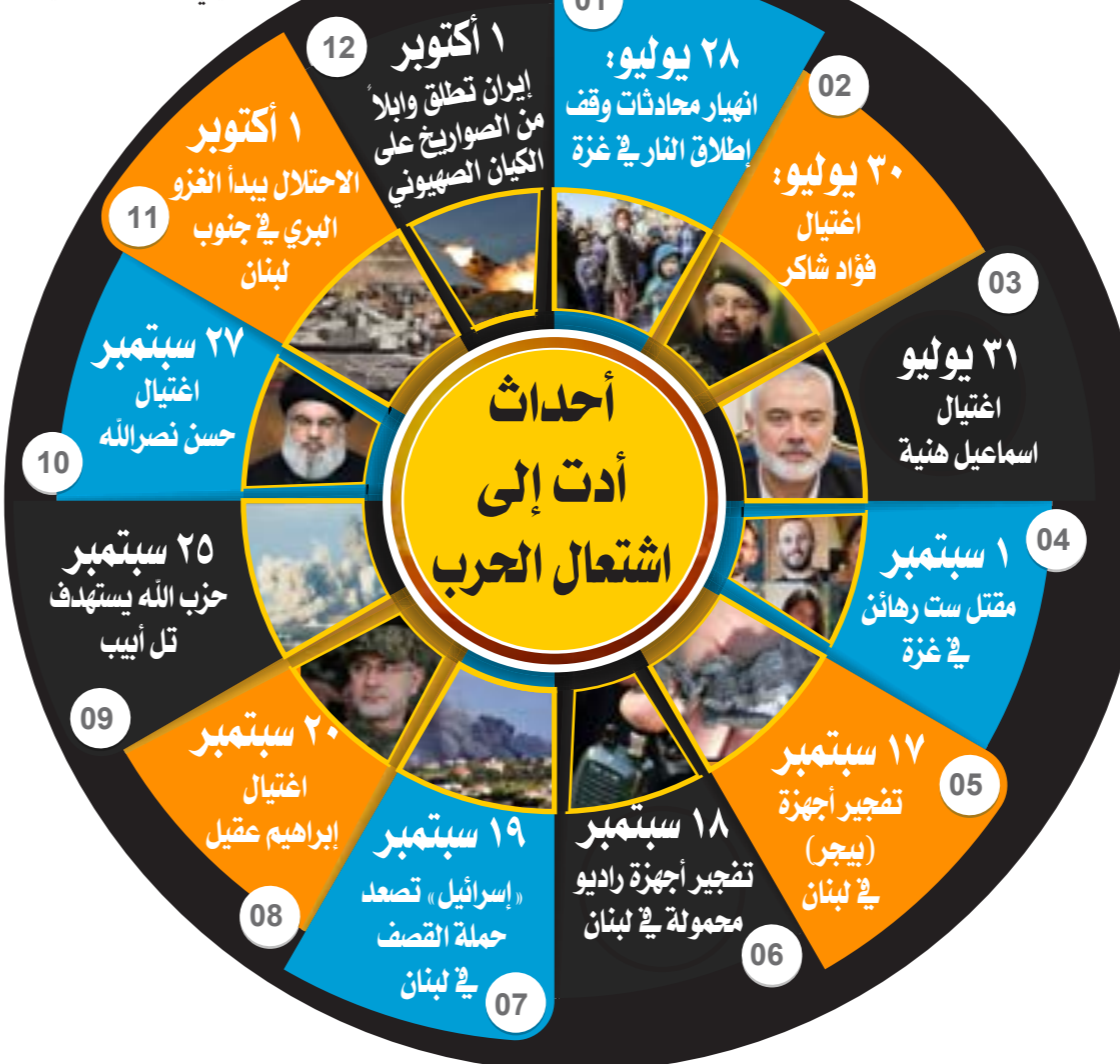 أحداث
أدت إلى
اشتعال الحرب
01
٢٨ يوليو:
انهيار محادثات وقف
إطلاق النار في غزة
02
٣٠ يوليو:
اغتيال
فؤاد شاكر
03
٣١ يوليو
اغتيال
اسماعيل هنية
04
١ سبتمبر
مقتل ست رهائن
في غزة
05
١٧ سبتمبر
تفجير أجهزة
(بيجر)
في لبنان
06
١٨ سبتمبر
تفجير أجهزة راديو
محمولة في لبنان
07
١٩ سبتمبر
«إسرائيل» تصعد
حملة القصف
في لبنان
08
٢٠ سبتمبر
اغتيال
إبراهيم عقيل
09
٢٥ سبتمبر
حزب الله يستهدف
تل أبيب
10
٢٧ سبتمبر
اغتيال
حسن نصرالله
11
١ أكتوبر
الاحتلال يبدأ الغزو
البري في جنوب
لبنان
12
١ أكتوبر
إيران تطلق وابلاً
من الصواريخ على
الكيان الصهيوني